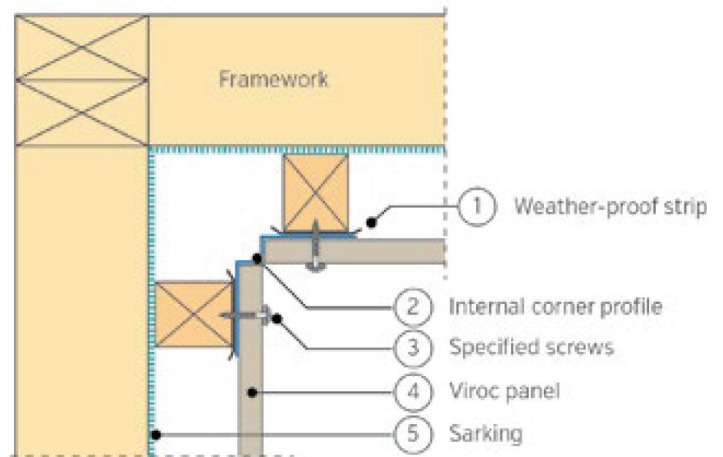 Framework
1 Weather-proof strip
2 Internal corner profile
3 Specified screws
4 Viroc panel
5 Sarking